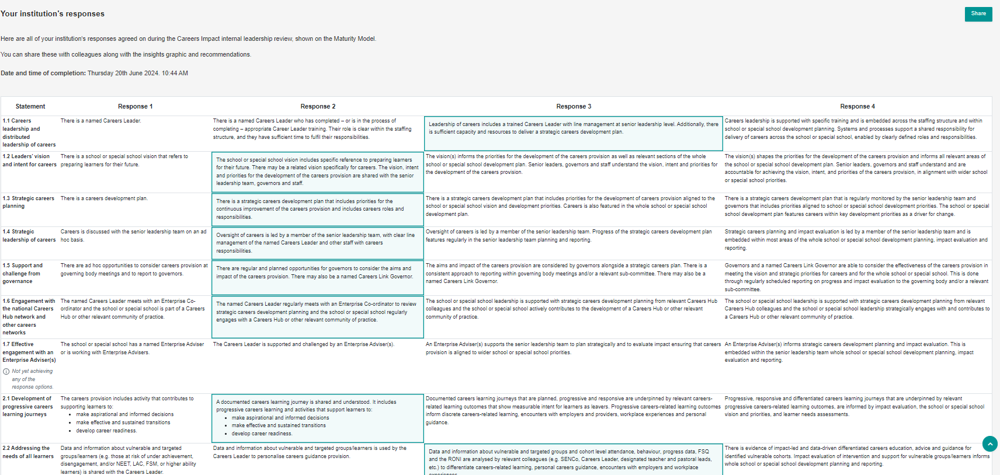 Your institution's responses
Share
Here are all of your institution's responses agreed on during the Careers Impact internal leadership review, shown on the Maturity Model.
You can share these with colleagues along with the insights graphic and recommendations.
Date and time of completion: Thursday 20th June 2024. 10:44 AM
Statement
Response 1
Response 2
Response 3
Response 4
1.1 Careers
leadership and
distributed
leadership of careers
There is a named Careers Leader.
There is a named Careers Leader who has completed – or is in the process of
completing – appropriate Career Leader training. Their role is clear within the staffing
structure, and they have sufficient time to fulfil their responsibilities.
Leadership of careers includes a trained Careers Leader with line management at senior leadership level. Additionally, there
is sufficient capacity and resources to deliver a strategic careers development plan.
Careers leadership is supported with specific training and is embedded across the staffing structure and within
school or special school development planning. Systems and processes support a shared responsibility for
delivery of careers across the school or special school, enabled by clearly defined roles and responsibilities.
1.2 Leaders' vision
and intent for careers
There is a school or special school vision that refers to
preparing learners for their future.
The school or special school vision includes specific reference to preparing learners
for their future. There may be a related vision specifically for careers. The vision, intent
and priorities for the development of the careers provision are shared with the senior
leadership team, governors and staff.
The vision(s) informs the priorities for the development of the careers provision as well as relevant sections of the whole
school or special school development plan. Senior leaders, governors and staff understand the vision, intent and priorities for
the development of the careers provision.
The vision(s) shapes the priorities for the development of the careers provision and informs all relevant areas of
the school or special school development plan. Senior leaders, governors and staff understand and are
accountable for achieving the vision, intent, and priorities of the careers provision, in alignment with wider school
or special school priorities.
1.3 Strategic careers
planning
There is a careers development plan.
There is a strategic careers development plan that includes priorities for the
continuous improvement of the careers provision and includes careers roles and
responsibilities.
There is a strategic careers development plan that includes priorities for the development of careers provision aligned to the
school or special school vision and development priorities. Careers is also featured in the whole school or special school
development plan.
There is a strategic careers development plan that is regularly monitored by the senior leadership team and
governors that includes priorities aligned to school or special school development priorities. The school or special
school development plan features careers within key development priorities as a driver for change.
1.4 Strategic
leadership of careers
Careers is discussed with the senior leadership team on an ad
hoc basis.
Oversight of careers is led by a member of the senior leadership team, with clear line
management of the named Careers Leader and other staff with careers
responsibilities.
Oversight of careers is led by a member of the senior leadership team. Progress of the strategic careers development plan
features regularly in the senior leadership team planning and reporting.
Strategic careers planning and impact evaluation is led by a member of the senior leadership team and is
embedded within most areas of the whole school or special school development planning, impact evaluation and
reporting.
1.5 Support and
challenge from
governance
There are ad hoc opportunities to consider careers provision at
governing body meetings and to report to governors.
There are regular and planned opportunities for governors to consider the aims and
impact of the careers provision. There may also be a named Careers Link Governor.
The aims and impact of the careers provision are considered by governors alongside a strategic careers plan. There is a
consistent approach to reporting within governing body meetings and/or a relevant sub-committee. There may also be a
named Careers Link Governor.
Governors and a named Careers Link Governor are able to consider the effectiveness of the careers provision in
meeting the vision and strategic priorities for careers and for the whole school or special school. This is done
through regularly scheduled reporting on progress and impact evaluation to the governing body and/or a relevant
sub-committee.
1.6 Engagement with
the national Careers
Hub network and
other careers
networks
The named Careers Leader meets with an Enterprise Co-
ordinator and the school or special school is part of a Careers
Hub or other relevant community of practice.
The named Careers Leader regularly meets with an Enterprise Co-ordinator to review
strategic careers development planning and the school or special school regularly
engages with a Careers Hub or other relevant community of practice.
The school or special school leadership is supported with strategic careers development planning from relevant Careers Hub
colleagues and the school or special school actively contributes to the development of a Careers Hub or other relevant
community of practice.
The school or special school leadership is supported with strategic careers development planning from relevant
Careers Hub colleagues and the school or special school leadership strategically engages with and contributes to
a Careers Hub or other relevant community of practice.
1.7 Effective
engagement with an
Enterprise Adviser(s)
Not yet achieving
any of the
response options.
The school or special school has a named Enterprise Adviser
or is working with Enterprise Advisers.
The Careers Leader is supported and challenged by an Enterprise Adviser(s).
An Enterprise Adviser(s) supports the senior leadership team to plan strategically and to evaluate impact ensuring that careers
provision is aligned to wider school or special school priorities.
An Enterprise Adviser(s) informs strategic careers development planning and impact evaluation. This is
embedded within the senior leadership team whole school or special school development planning, impact
evaluation and reporting.
2.1 Development of
progressive careers
learning journeys
The careers provision includes activity that contributes to
supporting learners to:
• make aspirational and informed decisions
• make effective and sustained transitions
• develop career readiness.
A documented careers learning journey is shared and understood. It includes
progressive careers learning and activities that support learners to:
• make aspirational and informed decisions
• make effective and sustained transitions
• develop career readiness.
Documented careers learning journeys that are planned, progressive and responsive are underpinned by relevant careers-
related learning outcomes that show measurable intent for learners as leavers. Progressive careers-related learning outcomes
inform discrete careers-related learning, encounters with employers and providers, workplace experiences and personal
guidance.
Progressive, responsive and differentiated careers learning journeys that are underpinned by relevant
progressive careers-related learning outcomes, are informed by impact evaluation, the school or special school
vision and priorities, and learner needs assessments.
2.2 Addressing the
needs of all learners
Data and information about vulnerable and targeted
groups/learners (e.g. those at risk of under achievement,
disengagement, and/or NEET, LAC, FSM, or higher ability
learners) is shared with the Careers Leader.
Data and information about vulnerable and targeted groups/learners is used by the
Careers Leader to personalise careers guidance provision.
Data and information about vulnerable and targeted groups and cohort level attendance, behaviour, progress data, FSQ
and the RONI are analysed by relevant colleagues (e.g. SENCo, Careers Leader, designated teacher and pastoral leads,
etc.) to differentiate careers-related learning, personal careers guidance, encounters with employers and workplace
experiences
There is evidence of impact-led and data-driven differentiated careers education, advice and guidance for
identified vulnerable cohorts. Impact evaluation of intervention and support for vulnerable groups/learners informs
whole school or special school development planning and reporting.